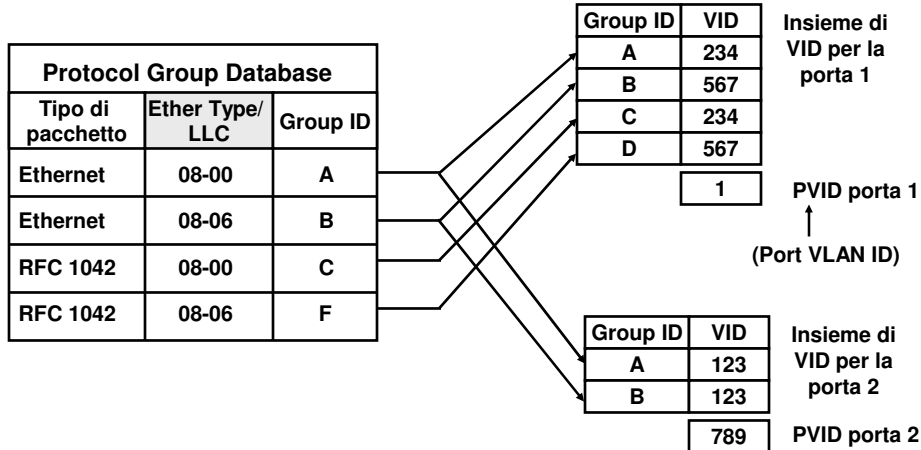 Protocol Group Database
Tipo di pacchetto Ether Type/ LLC Group ID
Ethernet 08-00 A
Ethernet 08-06 B
RFC 1042 08-00 C
RFC 1042 08-06 F
Group ID VID
A 234
B 567
C 234
D 567
Insieme di
VID per la
porta 1
1 PVID porta 1
(Port VLAN ID)
Group ID VID
A 123
B 123
Insieme di
VID per la
porta 2
789 PVID porta 2